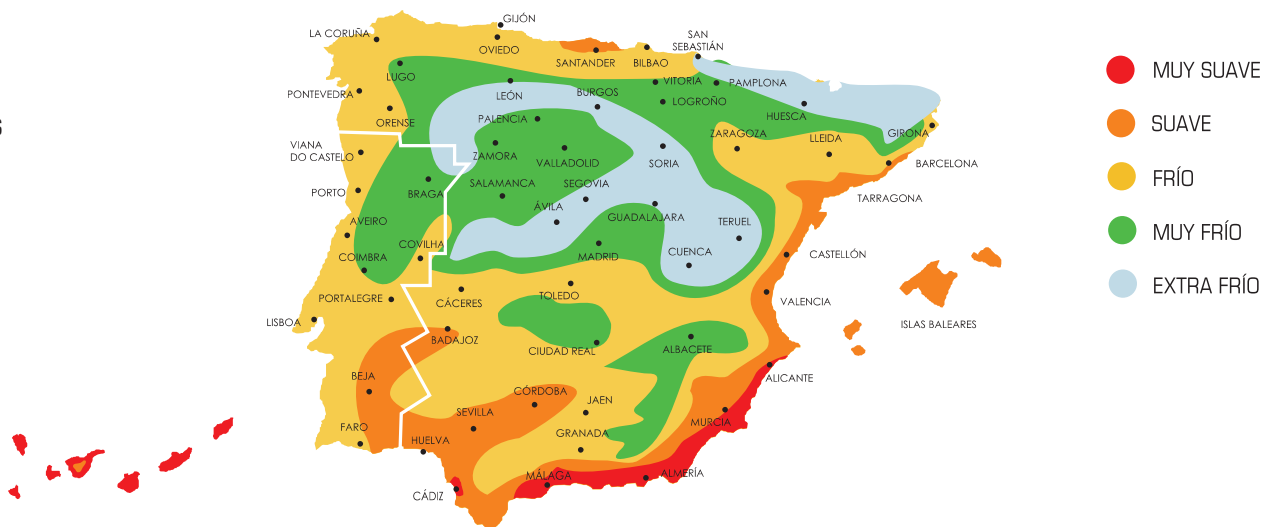 GIJÓN
LA CORUÑA
OVIEDO
SAN
SEBASTIÁN
SANTANDER
BILBAO
LUGO
LEÓN
BURGOS
VITORIA
PAMPLONA
PONTEVEDRA
LOGROÑO
HUESCA
ORENSE
PALENCIA
ZARAGOZA
LLEIDA
GIRONA
VIANA
DO CASTELO
ZAMORA
VALLADOLID
SORIA
BARCELONA
PORTO
BRAGA
SALAMANCA
SEGOVIA
TARRAGONA
AVEIRO
ÁVILA
GUADALAJARA
TERUEL
COVILHA
COIMBRA
MADRID
CUENCA
CASTELLÓN
PORTALEGRE
CÁCERES
TOLEDO
VALENCIA
LISBOA
ISLAS BALEARES
BADAJOZ
CIUDAD REAL
ALBACETE
BEJA
ALICANTE
CÓRDOBA
JAEN
SEVILLA
MURCIA
FARO
HUELVA
GRANADA
MÁLAGA
ALMERÍA
CÁDIZ
MUY SUAVE
SUAVE
FRÍO
MUY FRÍO
EXTRA FRÍO